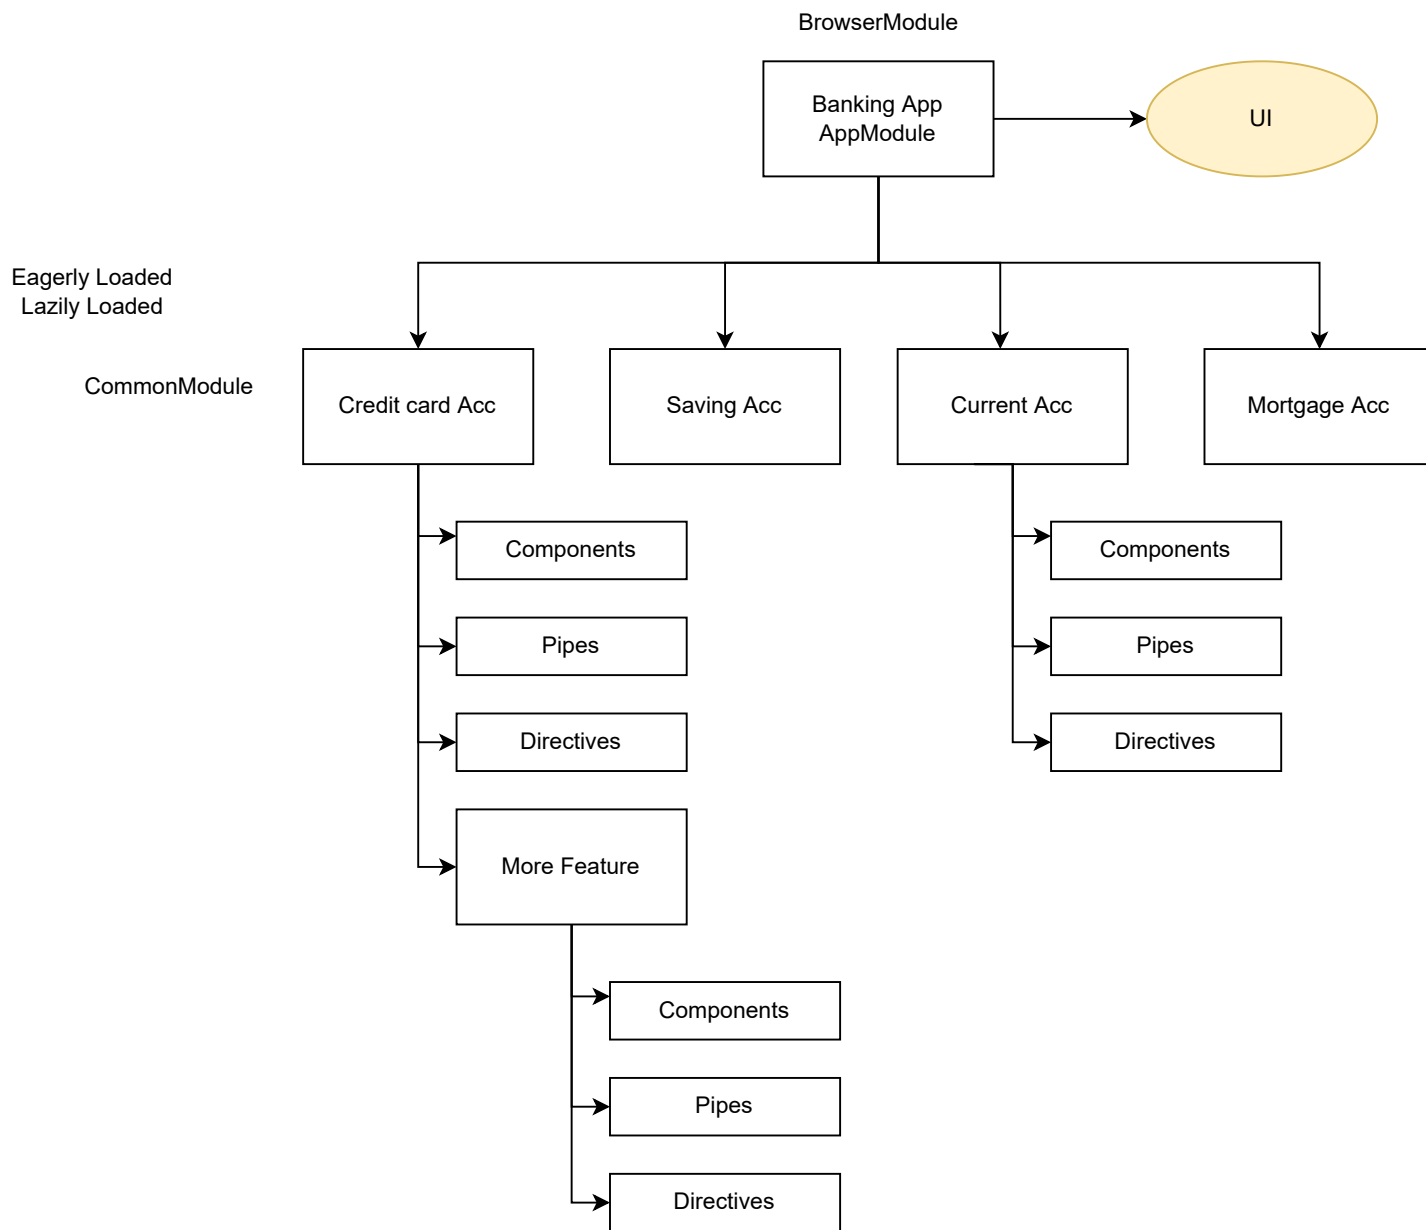 BrowserModule
Banking App
AppModule
UI
Eagerly Loaded
Lazily Loaded
CommonModule
Credit card Acc
Saving Acc
Current Acc
Mortgage Acc
Components
Components
Pipes
Pipes
Directives
Directives
More Feature
Components
Pipes
Directives